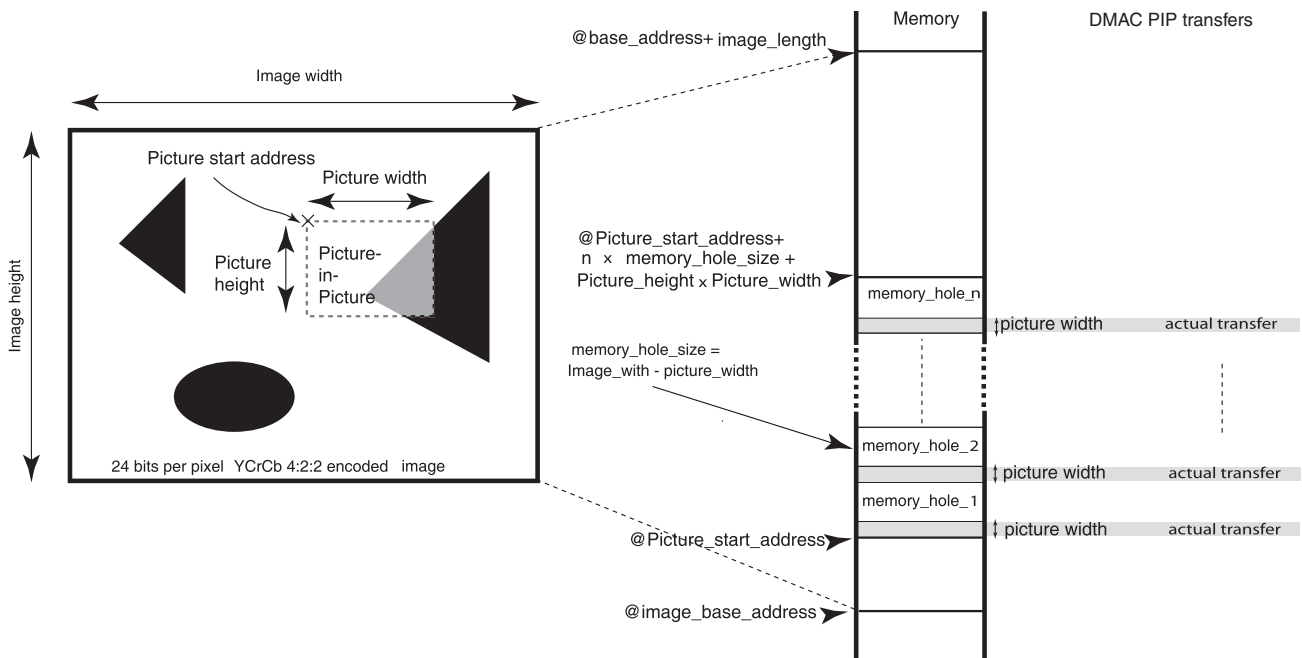 Memory
DMAC PIP transfers
@base_address+ image_length
Image width
Picture start address
Picture width
Image height
Picture
height
Picture-
in-
Picture
@Picture_start_address+
n x memory_hole_size +
Picture_height x Picture_width
memory_hole_n
picture width
actual transfer
memory_hole_size =
Image_with - picture_width
memory_hole_2
picture width
actual transfer
memory_hole_1
picture width
actual transfer
@Picture_start_address
24 bits per pixel YCrCb 4:2:2 encoded image
@image_base_address